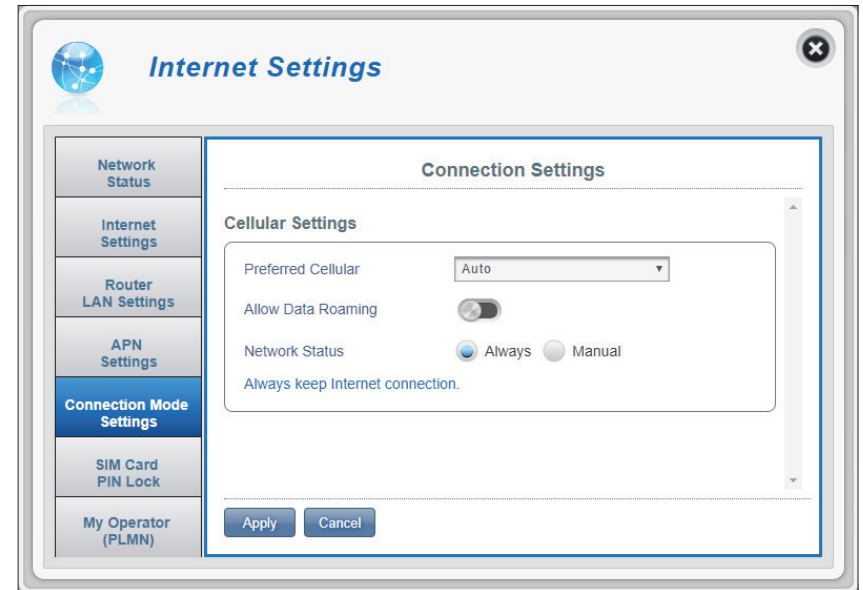 Internet Settings
Network
Status
Internet
Settings
Router
LAN Settings
APN
Settings
Connection Mode
Settings
SIM Card
PIN Lock
My Operator
(PLMN)
Connection Settings
Cellular Settings
Preferred Cellular Auto
Allow Data Roaming
Network Status Always Manual
Always keep Internet connection.
Apply Cancel